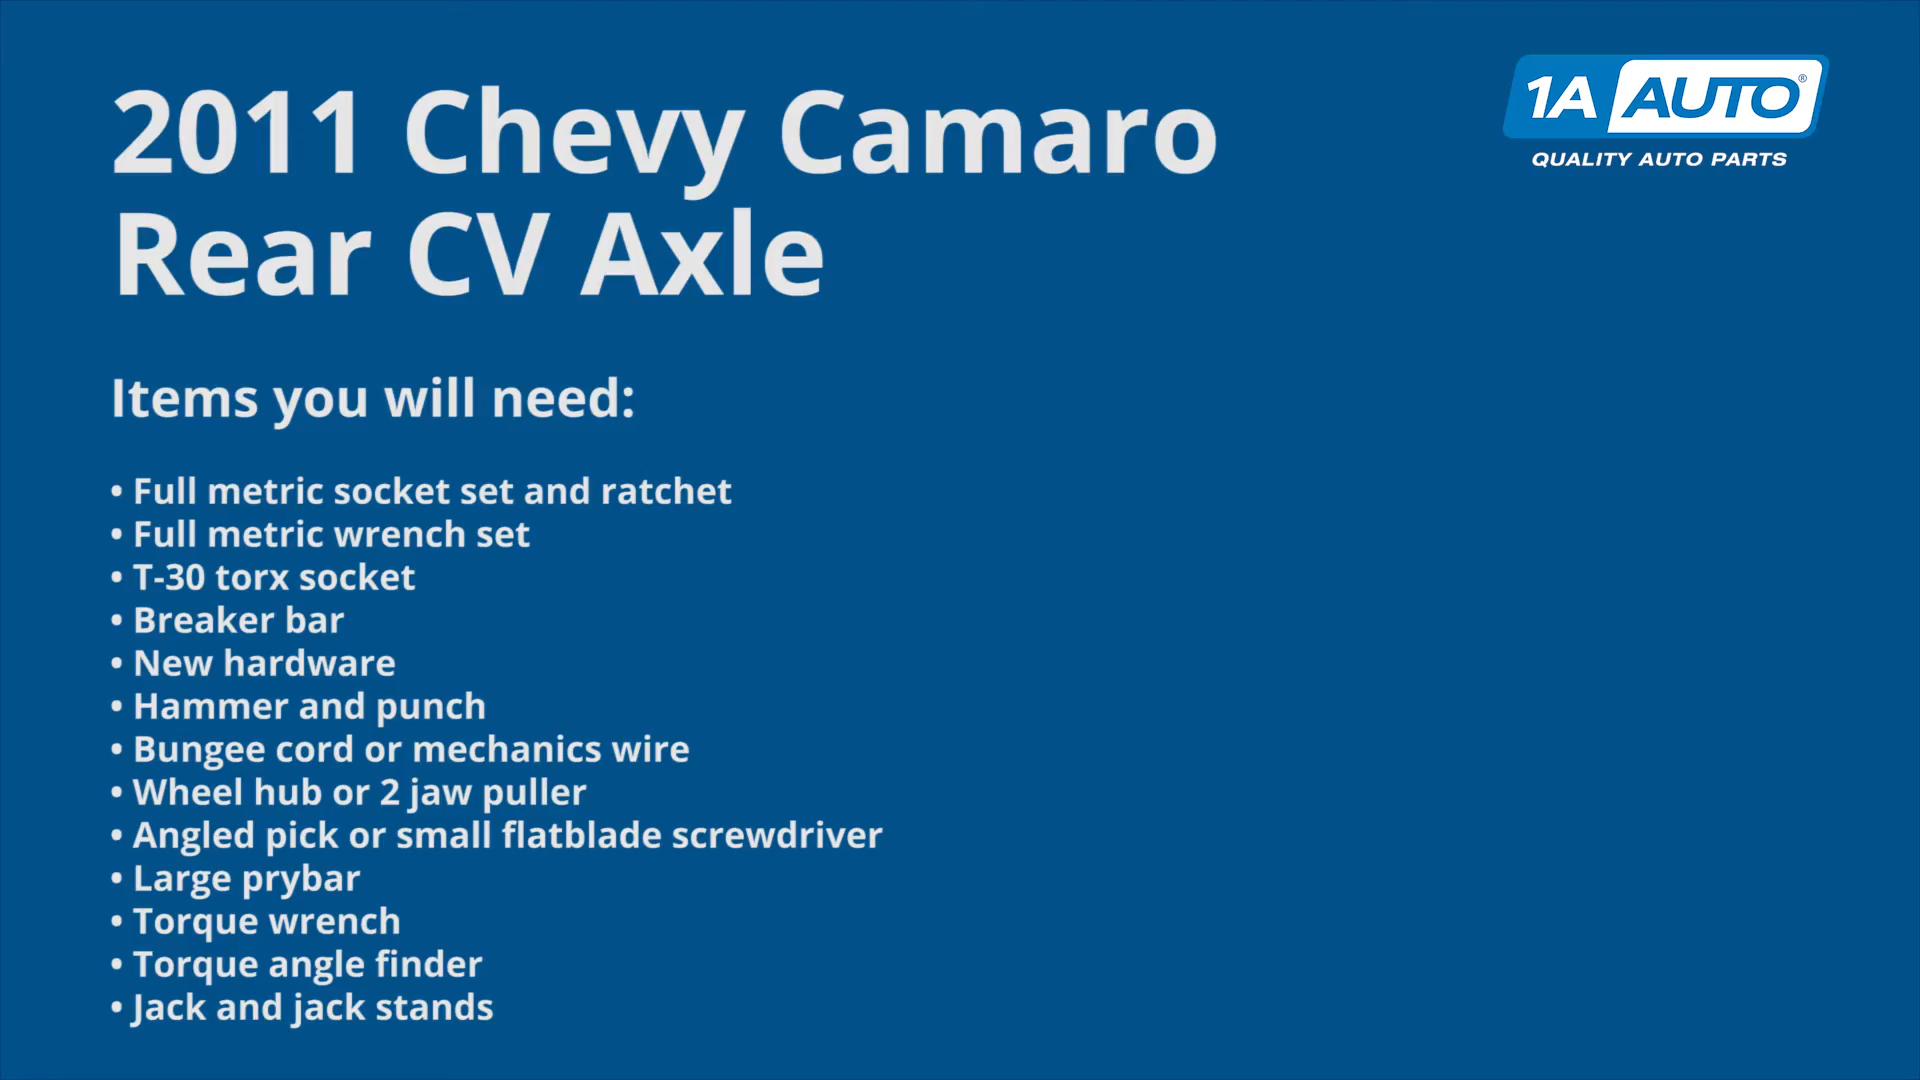 1A AUTO®
QUALITY AUTO PARTS
2011 Chevy Camaro
Rear CV Axle
Items you will need:
• Full metric socket set and ratchet
• Full metric wrench set
• T-30 torx socket
• Breaker bar
• New hardware
• Hammer and punch
• Bungee cord or mechanics wire
• Wheel hub or 2 jaw puller
• Angled pick or small flatblade screwdriver
• Large prybar
• Torque wrench
• Torque angle finder
• Jack and jack stands